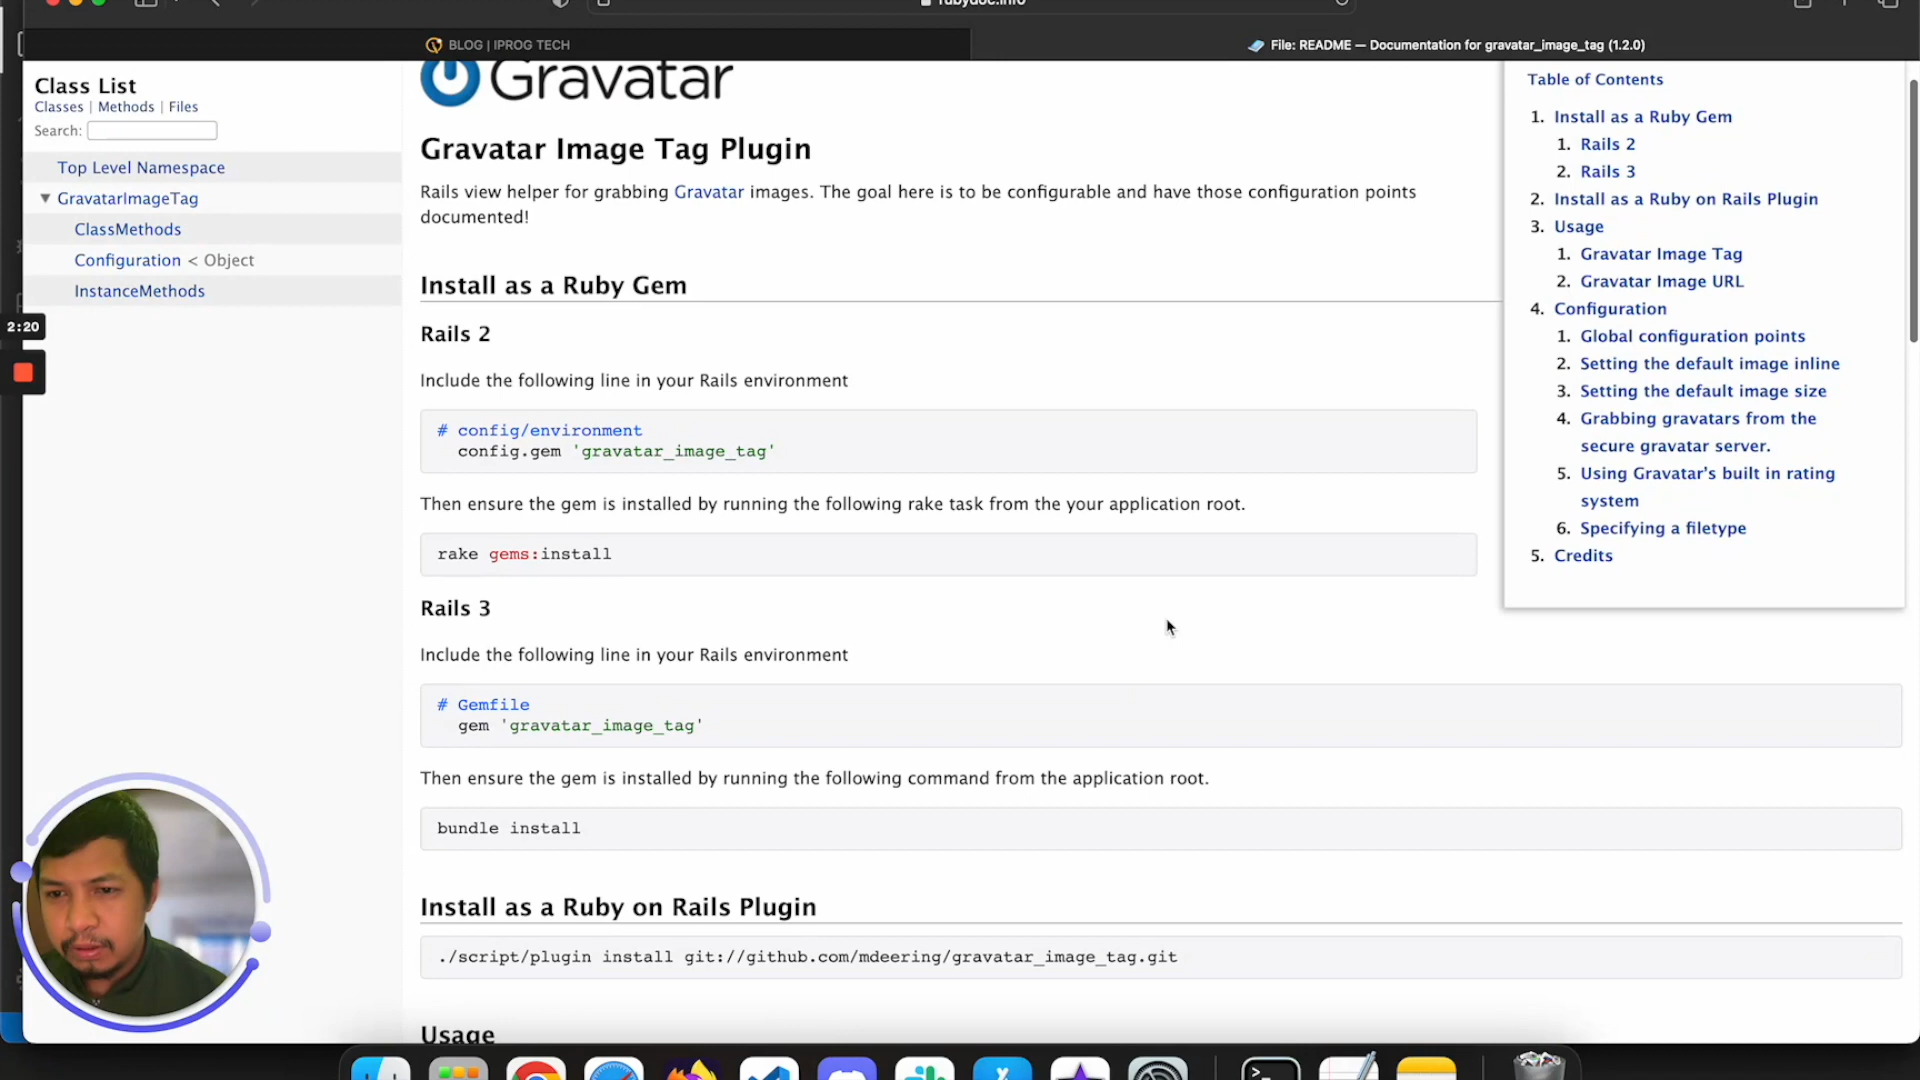 rubydoc.info
BLOG | IPROG TECH
File: README — Documentation for gravatar_image_tag (1.2.0)
Class List
Classes | Methods | Files
Search:
Top Level Namespace
▼ GravatarImageTag
ClassMethods
Configuration < Object
InstanceMethods
2:20
Gravatar
Gravatar Image Tag Plugin
Rails view helper for grabbing Gravatar images. The goal here is to be configurable and have those configuration points
documented!
Install as a Ruby Gem
Rails 2
Include the following line in your Rails environment
# config/environment
config.gem 'gravatar_image_tag'
Then ensure the gem is installed by running the following rake task from the your application root.
rake gems:install
Rails 3
Include the following line in your Rails environment
# Gemfile
gem 'gravatar_image_tag'
Then ensure the gem is installed by running the following command from the application root.
bundle install
Install as a Ruby on Rails Plugin
./script/plugin install git://github.com/mdeering/gravatar_image_tag.git
Usage
Table of Contents
1. Install as a Ruby Gem
1. Rails 2
2. Rails 3
2. Install as a Ruby on Rails Plugin
3. Usage
1. Gravatar Image Tag
2. Gravatar Image URL
4. Configuration
1. Global configuration points
2. Setting the default image inline
3. Setting the default image size
4. Grabbing gravatars from the
secure gravatar server.
5. Using Gravatar's built in rating
system
6. Specifying a filetype
5. Credits